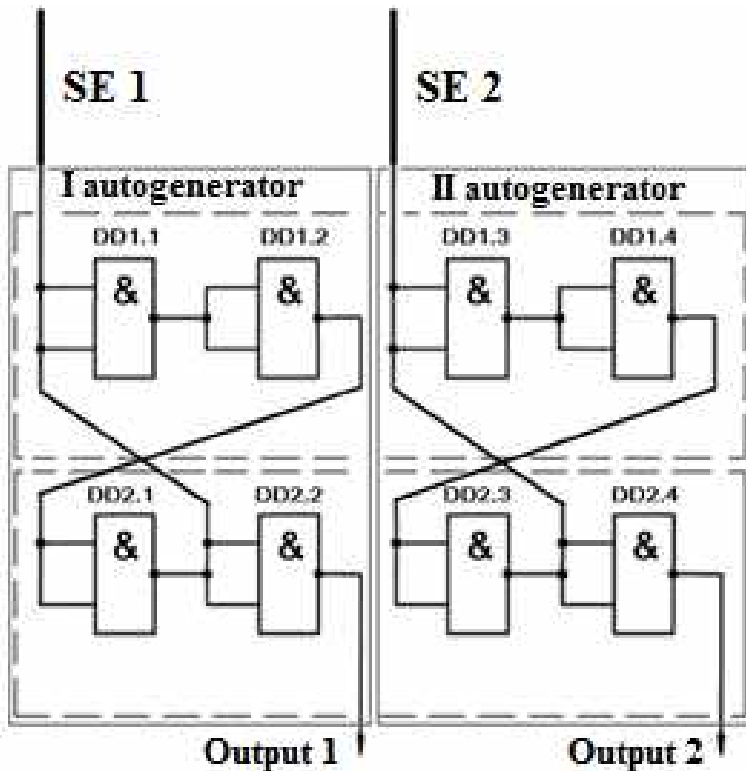 SE 1 SE 2
I autogenerator II autogenerator
DD1.1 DD1.2 DD1.3 DD1.4
& & & &
DD2.1 DD2.2 DD2.3 DD2.4
& & & &
Output 1 Output 2